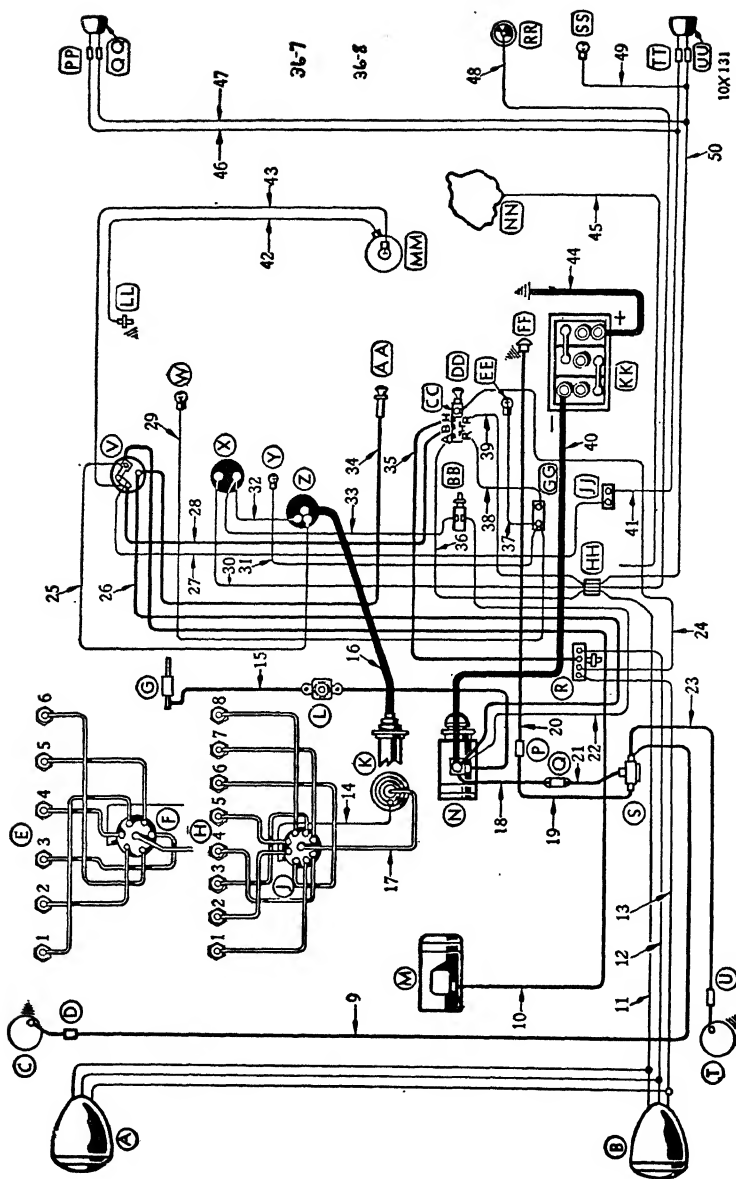 E
1 2 3 4 5 6
C
D
F
A
9
H
1 2 3 4 5 6 7 8
J
14
17
K
G
15
L
16
M
10
N
18
P
Q
19
20
21
22
S
R
B
11
12
13
T
U
23
24
25
26
27
28
29
30
31
32
33
34
35
V
W
X
Y
Z
AA
LL
42
43
MM
BB
CC
DD
EE
FF
A B H
R
36
37
38
39
GG
HH
JJ
40
41
KK
−
+
44
NN
45
36-7
36-8
46
47
PP
QQ
48
RR
SS
49
50
TT
UU
10X 131